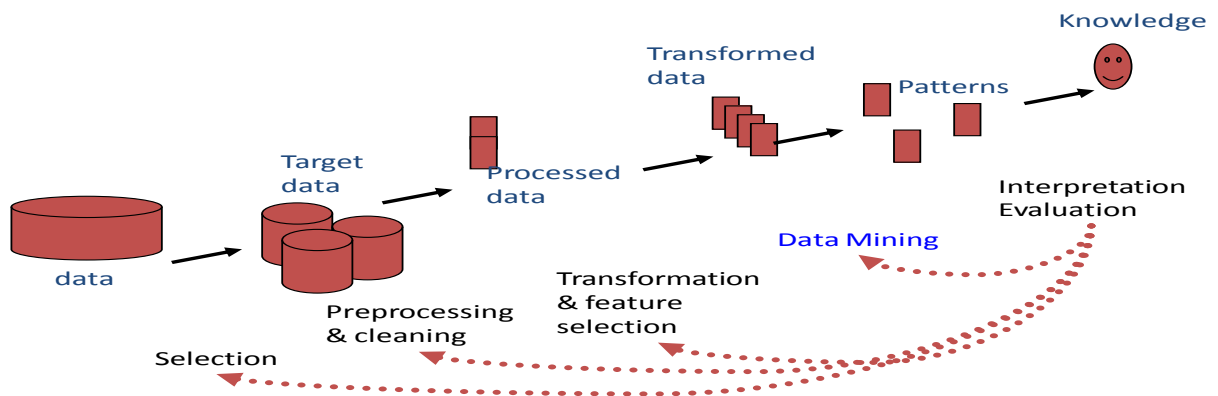 Knowledge
Transformed
data
Patterns
Target
data
Processed
data
Interpretation
Evaluation
Data Mining
data
Transformation
& feature
selection
Preprocessing
& cleaning
Selection